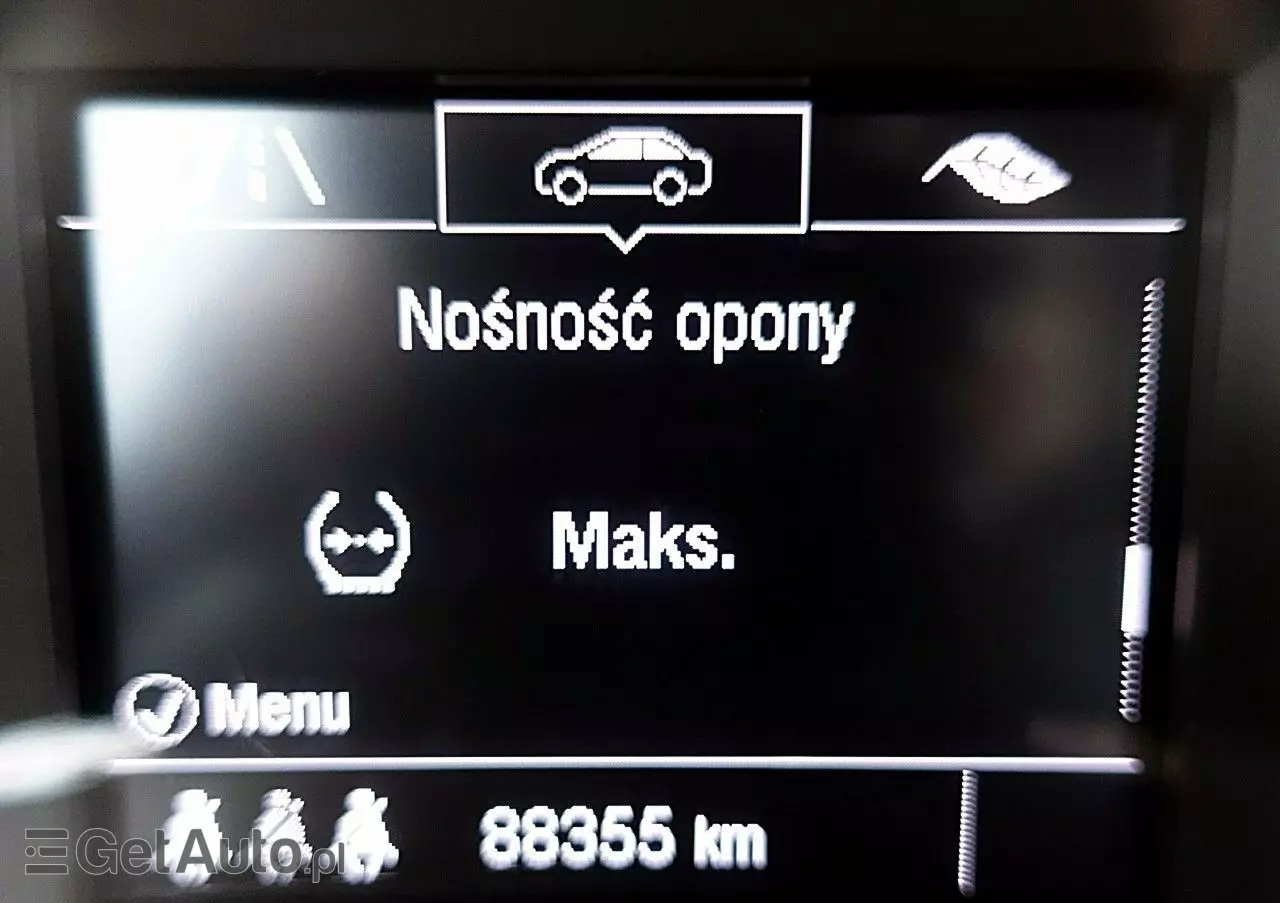 Nośność opony
Maks.
Menu
88355 km
GetAuto.pl